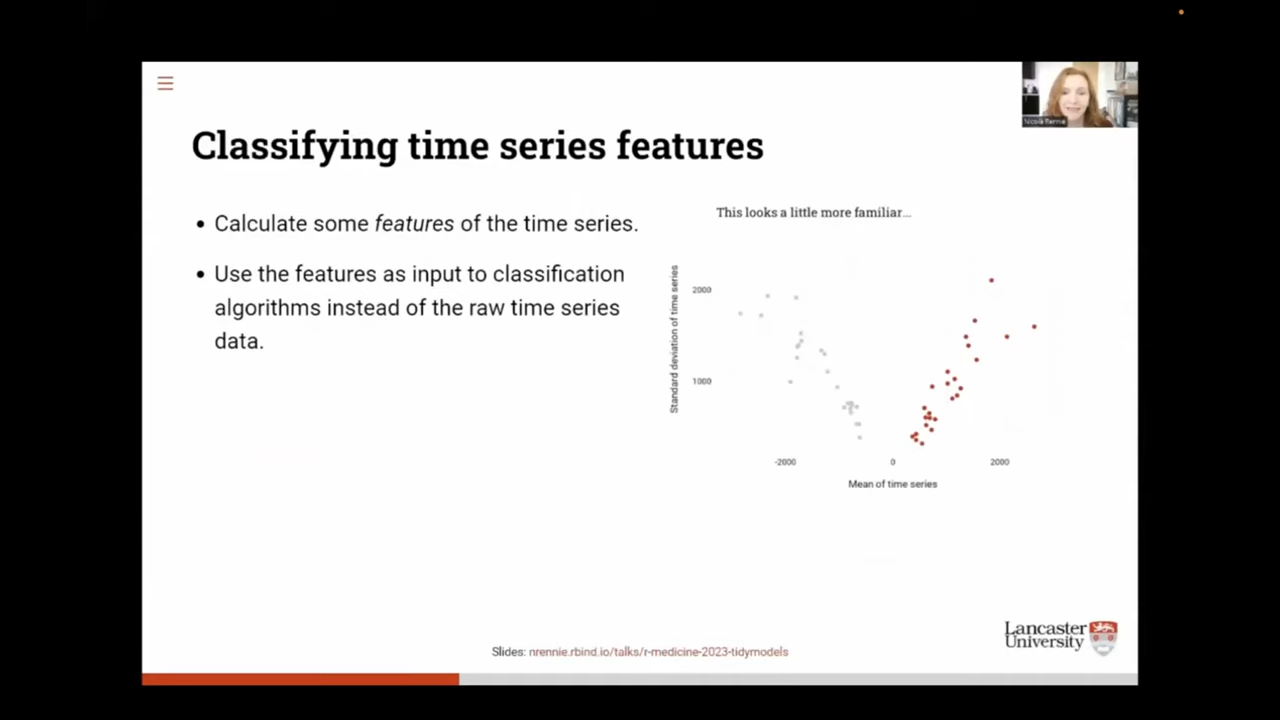 Classifying time series features
Nicola Rennie
• Calculate some features of the time series.
• Use the features as input to classification
algorithms instead of the raw time series
data.
This looks a little more familiar...
Standard deviation of time series
2000
1000
-2000
0
2000
Mean of time series
Lancaster
University
Slides: nrennie.rbind.io/talks/r-medicine-2023-tidymodels